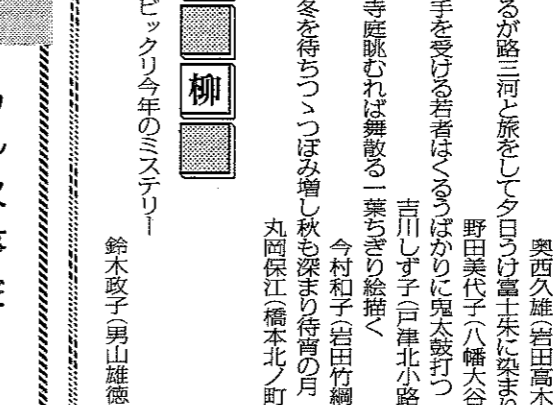 奥西久雄(岩田高木
るが路三河と旅をして夕日うけ富士朱に染まり
野田美代子(八幡大谷
手を受ける若者はくるうばかりに鬼太鼓打つ
吉川しず子(戸津北小路
寺庭眺むれば舞散る一葉ちぎり絵描く
今村和子(岩田竹綱
冬を待ちつゝつぼみ増し秋も深まり待宵の月
丸岡保江(橋本北ノ町
柳
ビックリ今年のミステリー
鈴木政子(男山雄徳